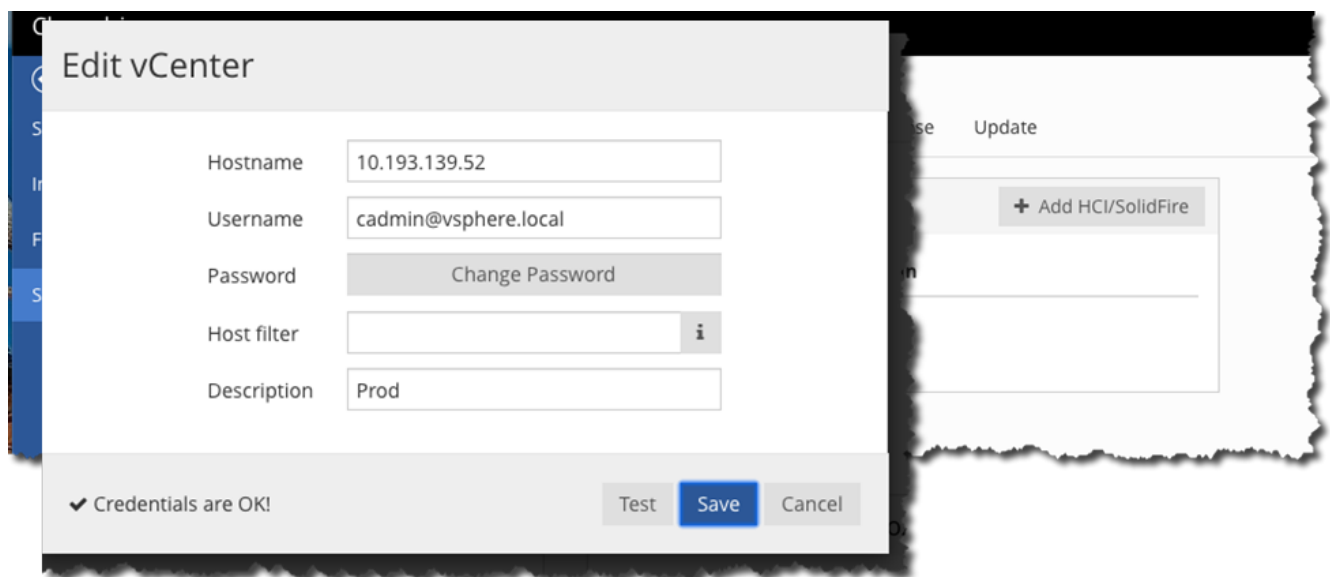 Edit vCenter
Update
Hostname 10.193.139.52
+ Add HCI/SolidFire
Username cadmin@vsphere.local
Password Change Password
Host filter i
Description Prod
✔ Credentials are OK! Test Save Cancel